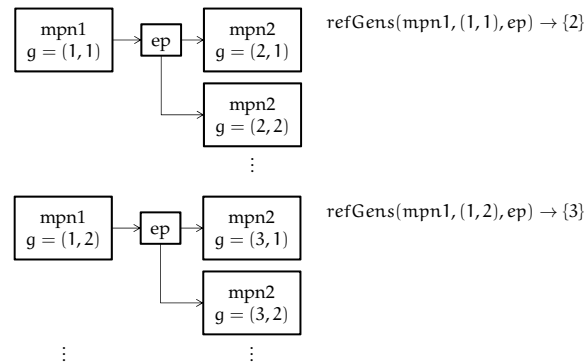 mpn1
g = (1, 1)
ep
mpn2
g = (2, 1)
refGens(mpn1, (1, 1), ep) → {2}
mpn2
g = (2, 2)
⋮
mpn1
g = (1, 2)
ep
mpn2
g = (3, 1)
refGens(mpn1, (1, 2), ep) → {3}
mpn2
g = (3, 2)
⋮
⋮